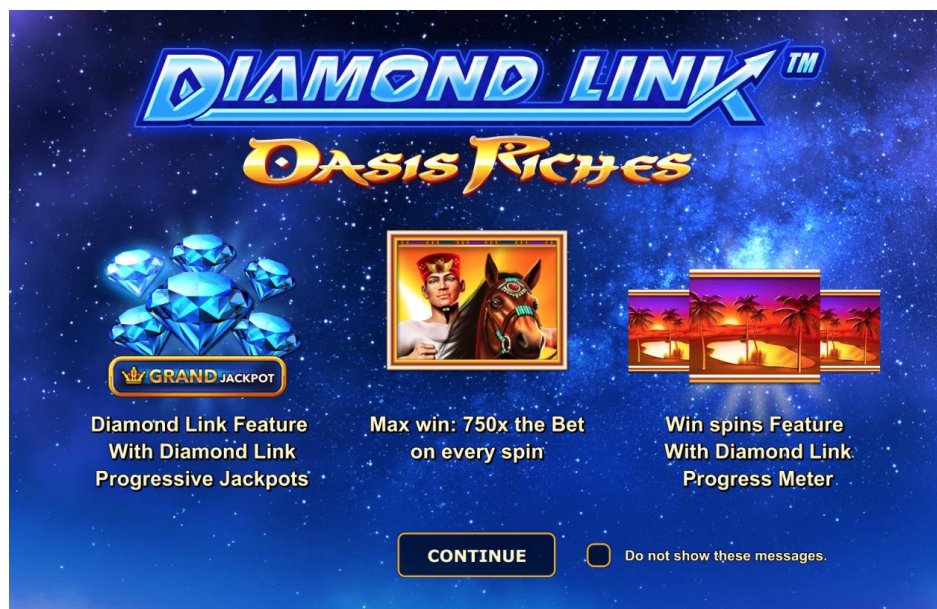 DIAMOND LINK™
OASIS RICHES
GRAND JACKPOT
Diamond Link Feature
With Diamond Link
Progressive Jackpots
Max win: 750x the Bet
on every spin
Win spins Feature
With Diamond Link
Progress Meter
CONTINUE
Do not show these messages.